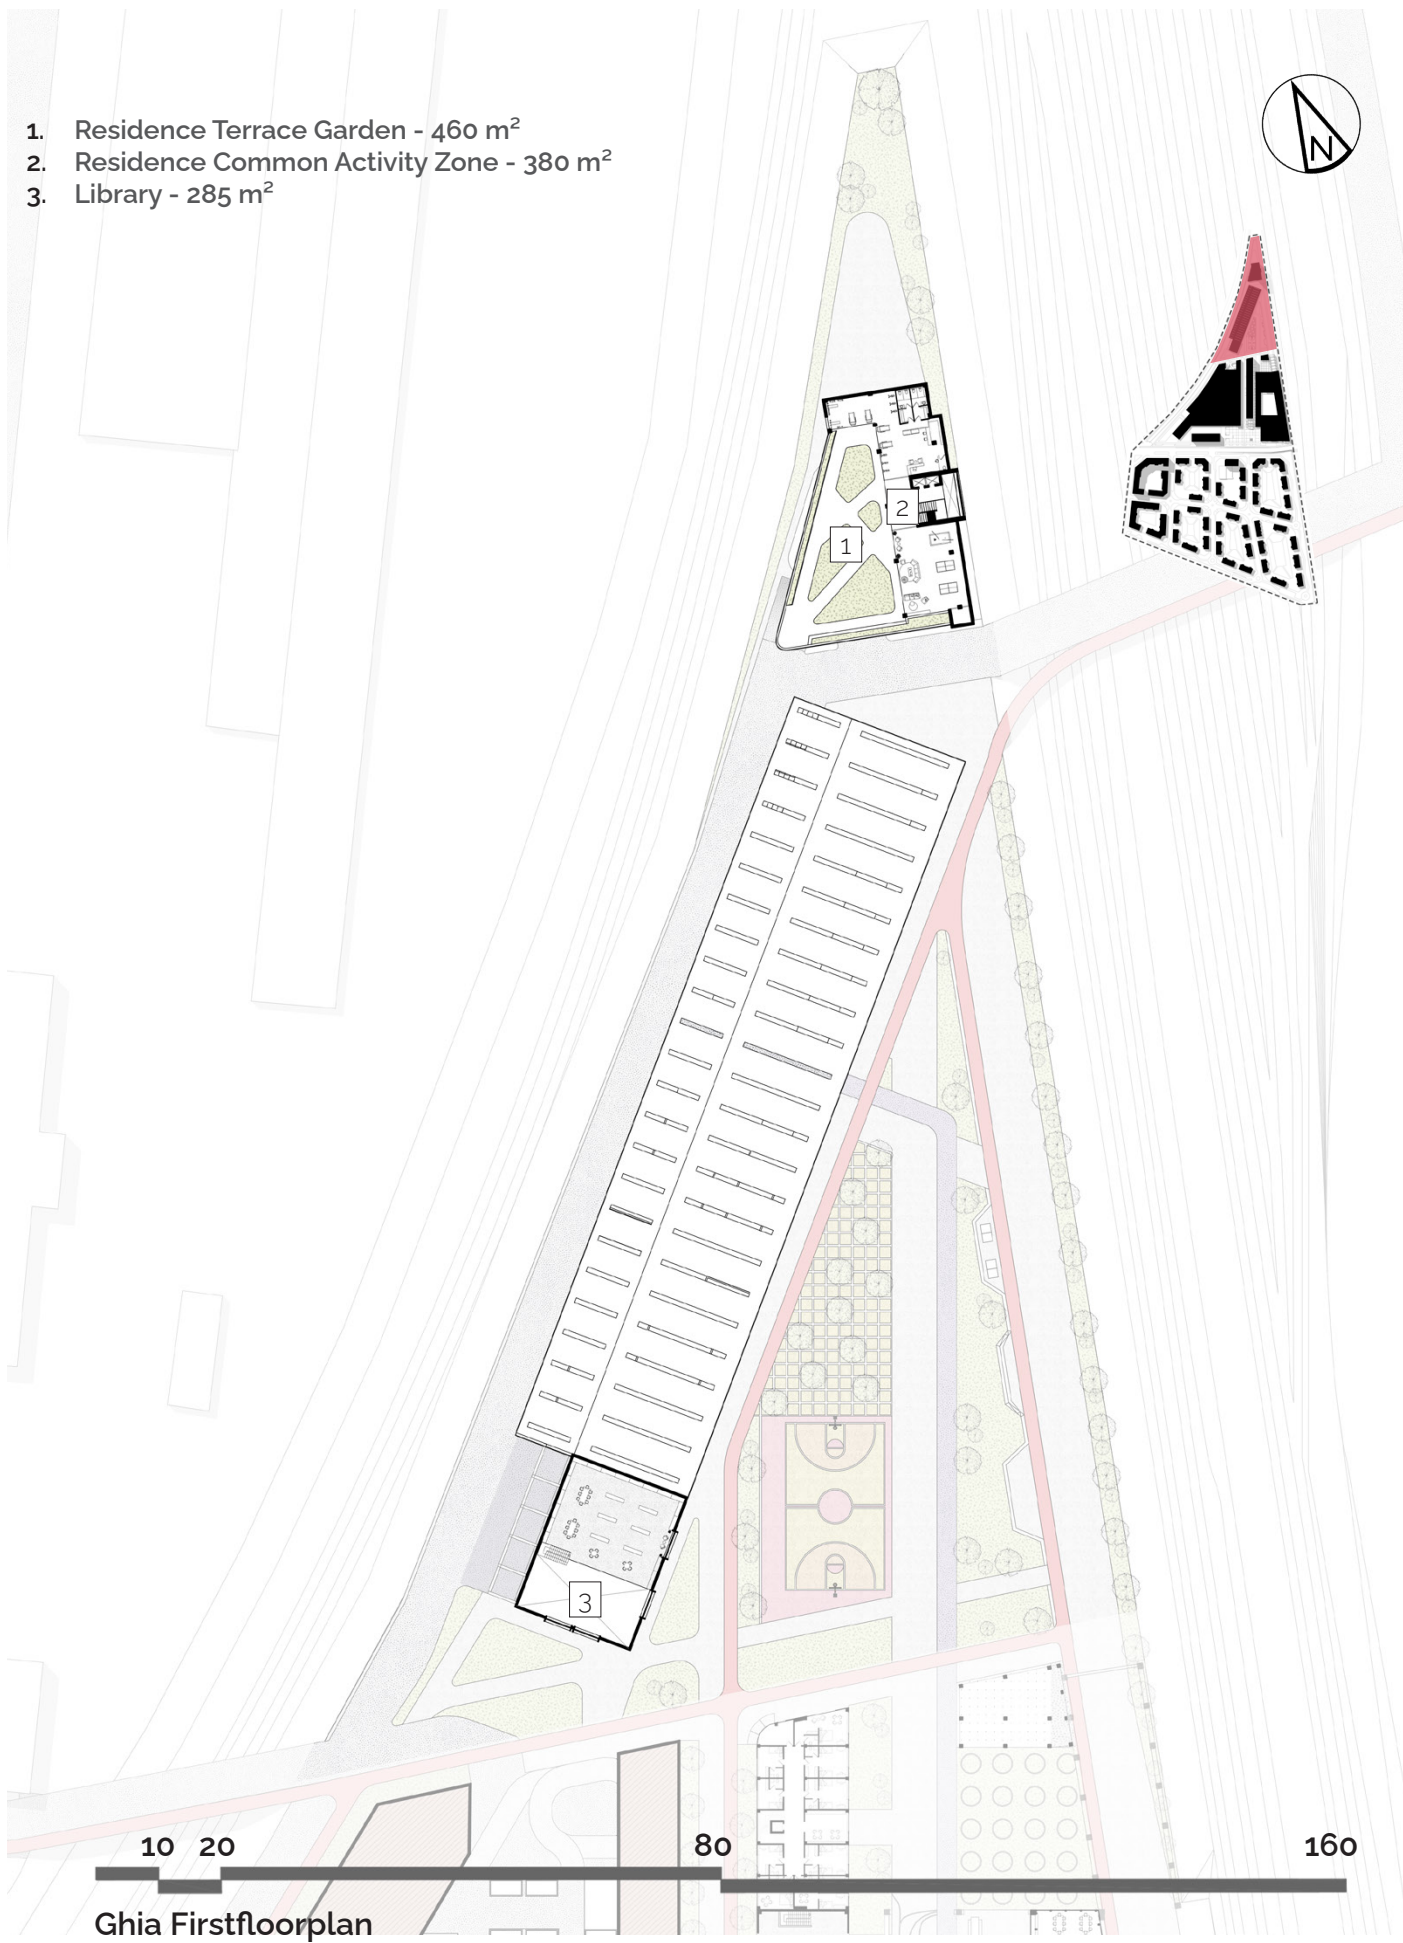 1. Residence Terrace Garden - 460 m²
2. Residence Common Activity Zone - 380 m²
3. Library - 285 m²
N
2
1
3
10 20 80 160
Ghia Firstfloorplan